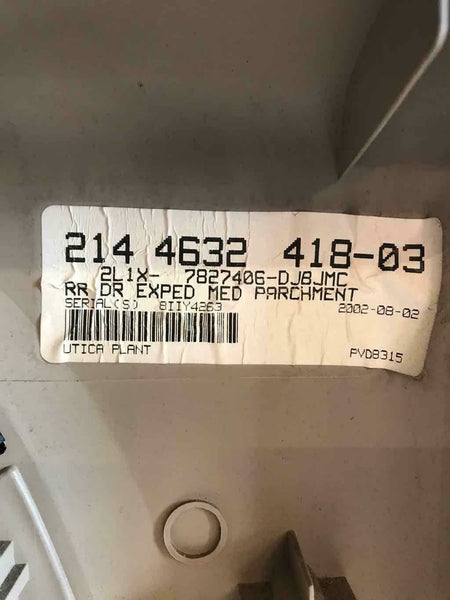 214 4632 418-03
2L1X- 7827406-DJBJMC
RR DR EXPED MED PARCHMENT
SERIAL(S) 8IIY4263 2002-08-02
UTICA PLANT PVD8315